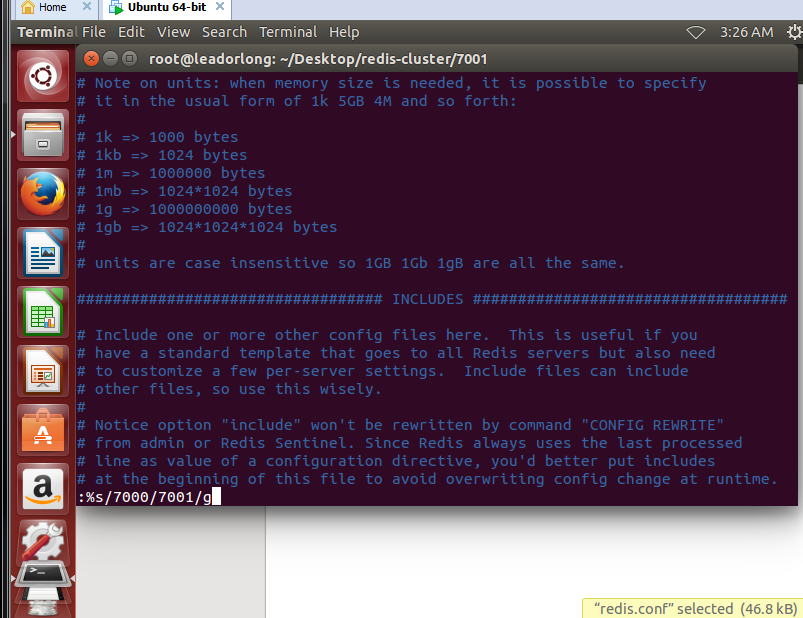 Home
Ubuntu 64-bit
Terminal File Edit View Search Terminal Help 3:26 AM
root@leadorlong: ~/Desktop/redis-cluster/7001
# Note on units: when memory size is needed, it is possible to specify
# it in the usual form of 1k 5GB 4M and so forth:
#
# 1k => 1000 bytes
# 1kb => 1024 bytes
# 1m => 1000000 bytes
# 1mb => 1024*1024 bytes
# 1g => 1000000000 bytes
# 1gb => 1024*1024*1024 bytes
#
# units are case insensitive so 1GB 1Gb 1gB are all the same.
################################## INCLUDES ###################################
# Include one or more other config files here.  This is useful if you
# have a standard template that goes to all Redis servers but also need
# to customize a few per-server settings.  Include files can include
# other files, so use this wisely.
#
# Notice option "include" won't be rewritten by command "CONFIG REWRITE"
# from admin or Redis Sentinel. Since Redis always uses the last processed
# line as value of a configuration directive, you'd better put includes
# at the beginning of this file to avoid overwriting config change at runtime.
:%s/7000/7001/g
“redis.conf” selected (46.8 kB)